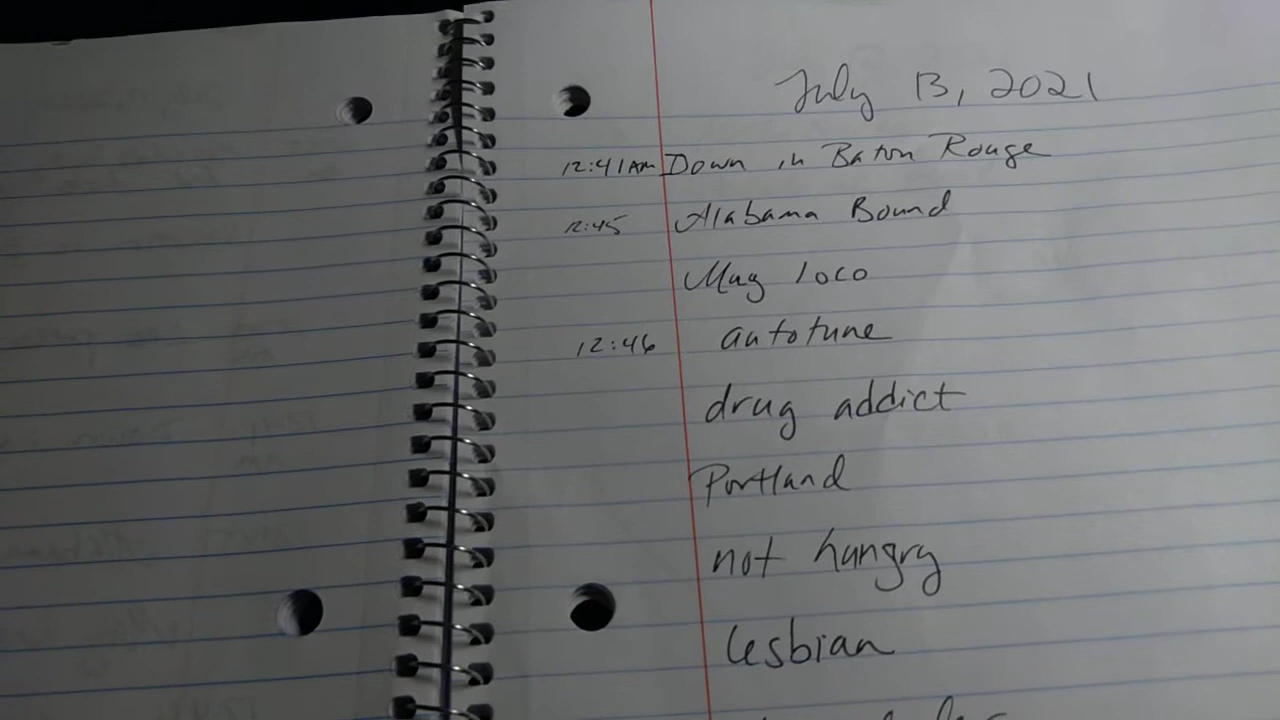 July 13, 2021
12:41AM Down in Baton Rouge
12:45 Alabama Bound
Muy loco
12:46 autotune
drug addict
Portland
not hungry
lesbian